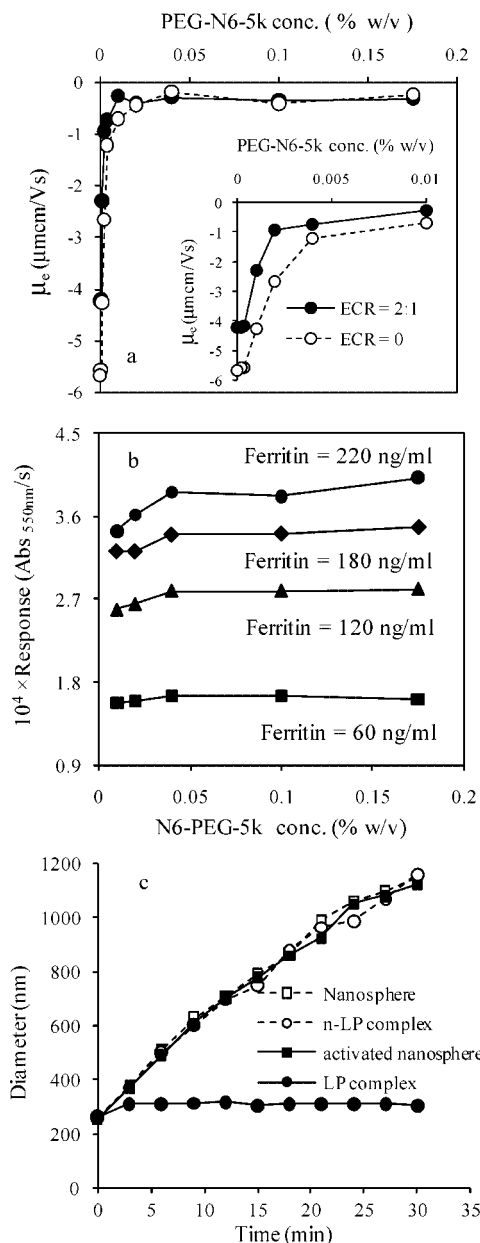 PEG-N6-5k conc. ( % w/v)
0 0.05 0.1 0.15 0.2
0
-1
-2
-3
-4
-5
-6
μe (μmcm/Vs)
a
PEG-N6-5k conc. (% w/v)
0 0.005 0.01
0
-1
-2
-3
-4
-5
-6
μe (μmcm/Vs)
ECR = 2:1
ECR = 0
4.5
3.6
2.7
1.8
0.9
10⁴ ×Response (Abs 550nm/s)
b
Ferritin = 220 ng/ml
Ferritin = 180 ng/ml
Ferritin = 120 ng/ml
Ferritin = 60 ng/ml
0 0.05 0.1 0.15 0.2
N6-PEG-5k conc. (% w/v)
1200
1000
800
600
400
200
0
Diameter (nm)
c
Nanosphere
n-LP complex
activated nanosphere
LP complex
0 5 10 15 20 25 30 35
Time (min)